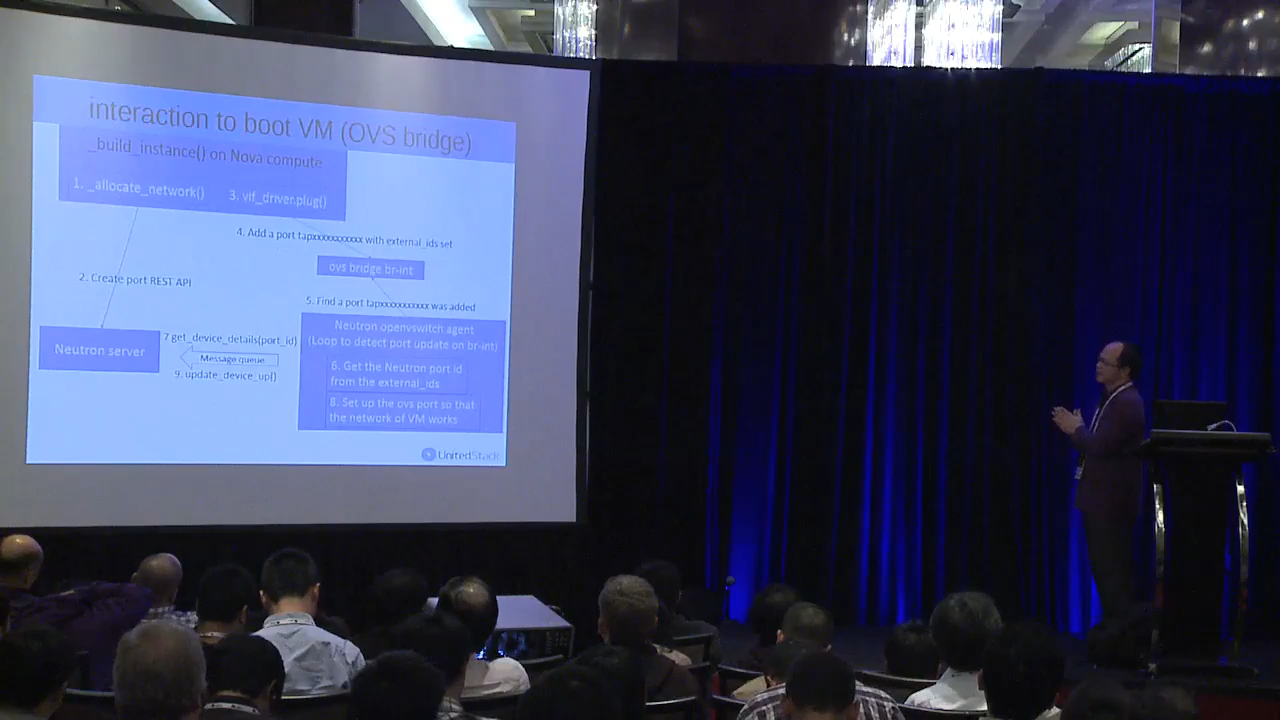 interaction to boot VM (OVS bridge)
_build_instance() on Nova compute
1. _allocate_network()
3. vif_driver.plug()
4. Add a port tapxxxxxxxxxx with external_ids set
ovs bridge br-int
2. Create port REST API
5. Find a port tapxxxxxxxxxx was added
Neutron openvswitch agent
(Loop to detect port update on br-int)
Neutron server
7 get_device_details(port_id)
Message queue
9. update_device_up()
6. Get the Neutron port id
from the external_ids
8. Set up the ovs port so that
the network of VM works
UnitedStack